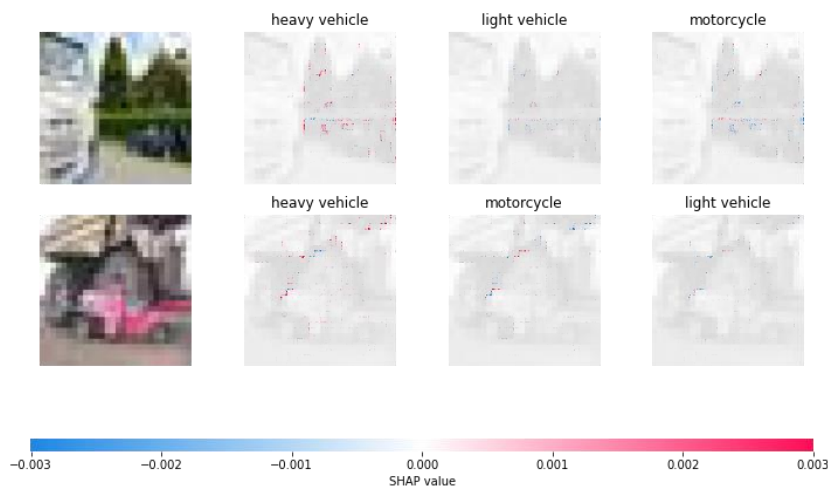 heavy vehicle
light vehicle
motorcycle
heavy vehicle
motorcycle
light vehicle
−0.003
−0.002
−0.001
0.000
0.001
0.002
0.003
SHAP value